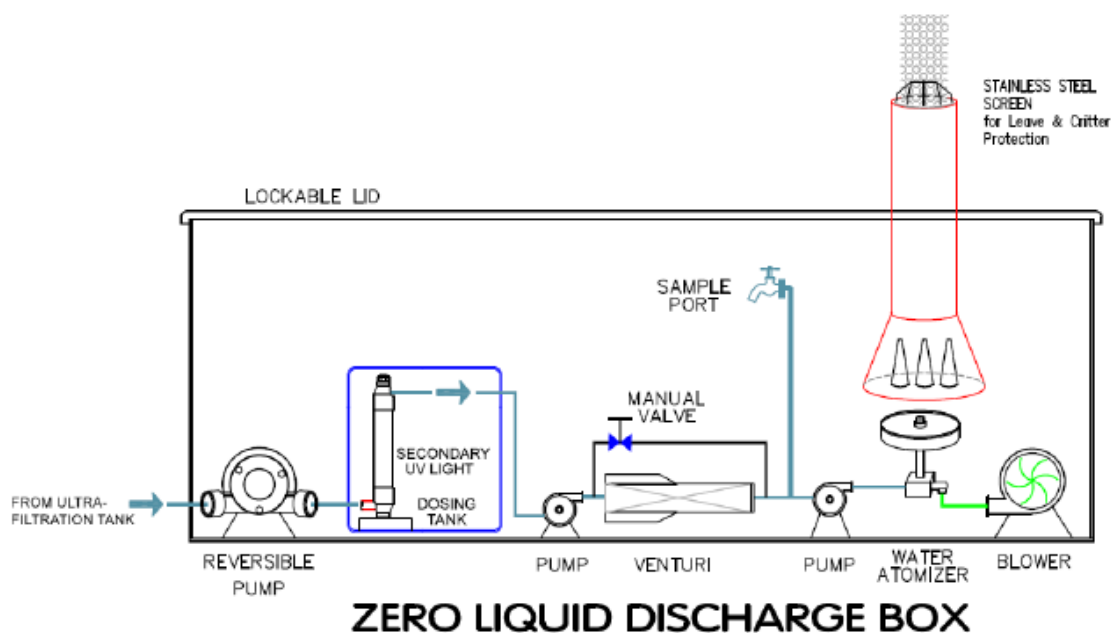 STAINLESS STEEL
SCREEN
for Leave & Critter
Protection
LOCKABLE LID
SAMPLE
PORT
MANUAL
VALVE
SECONDARY
UV LIGHT
DOSING
TANK
FROM ULTRA-
FILTRATION TANK
REVERSIBLE
PUMP
PUMP
VENTURI
PUMP
WATER
ATOMIZER
BLOWER
ZERO LIQUID DISCHARGE BOX